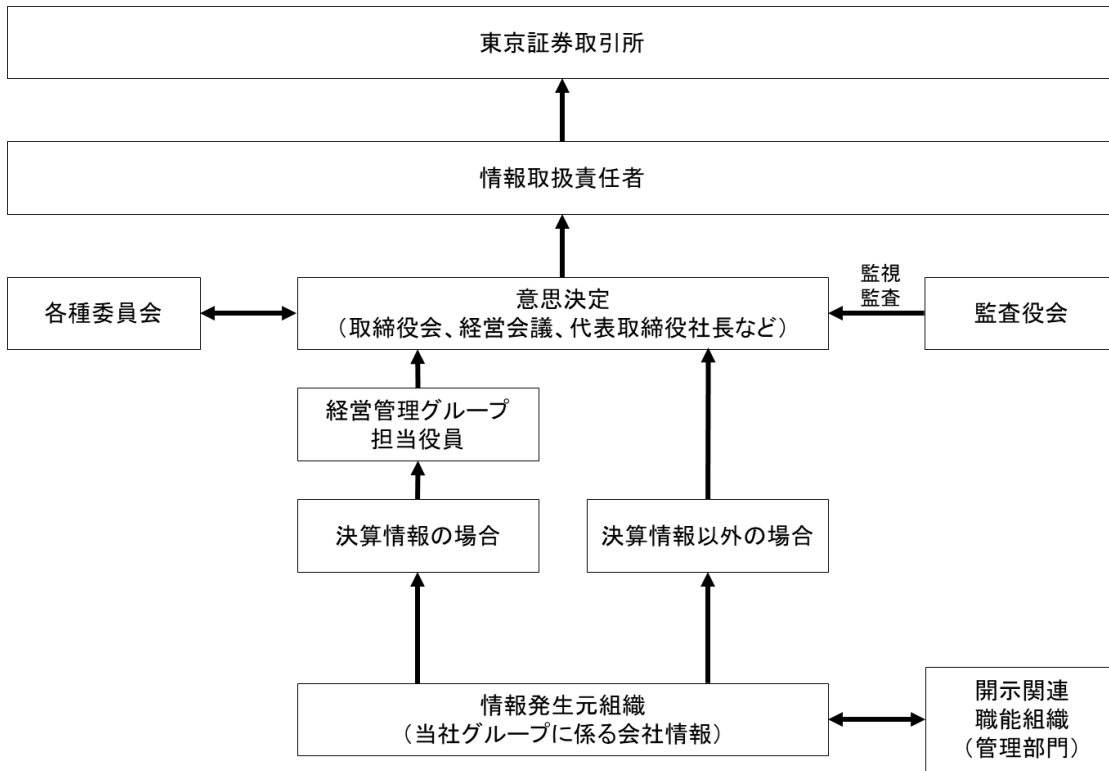 東京証券取引所
情報取扱責任者
各種委員会
意思決定
（取締役会、経営会議、代表取締役社長など）
監視
監査
監査役会
経営管理グループ
担当役員
決算情報の場合
決算情報以外の場合
情報発生元組織
（当社グループに係る会社情報）
開示関連
職能組織
（管理部門）